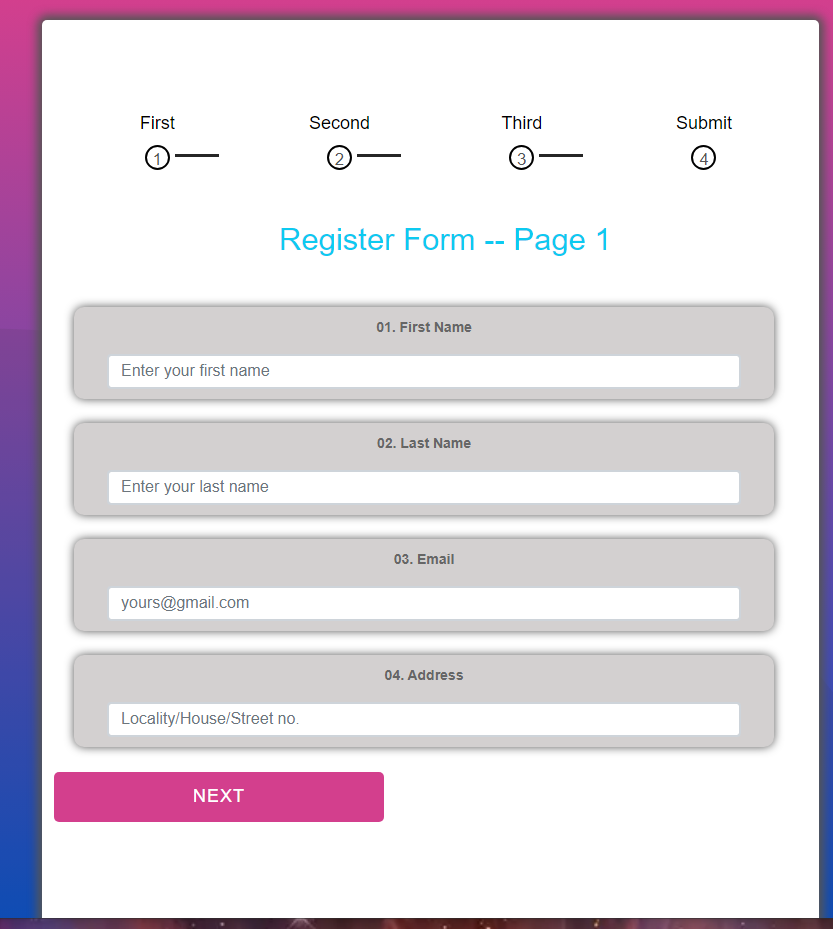 First Second Third Submit
1 2 3 4
Register Form -- Page 1
01. First Name
Enter your first name
02. Last Name
Enter your last name
03. Email
yours@gmail.com
04. Address
Locality/House/Street no.
NEXT